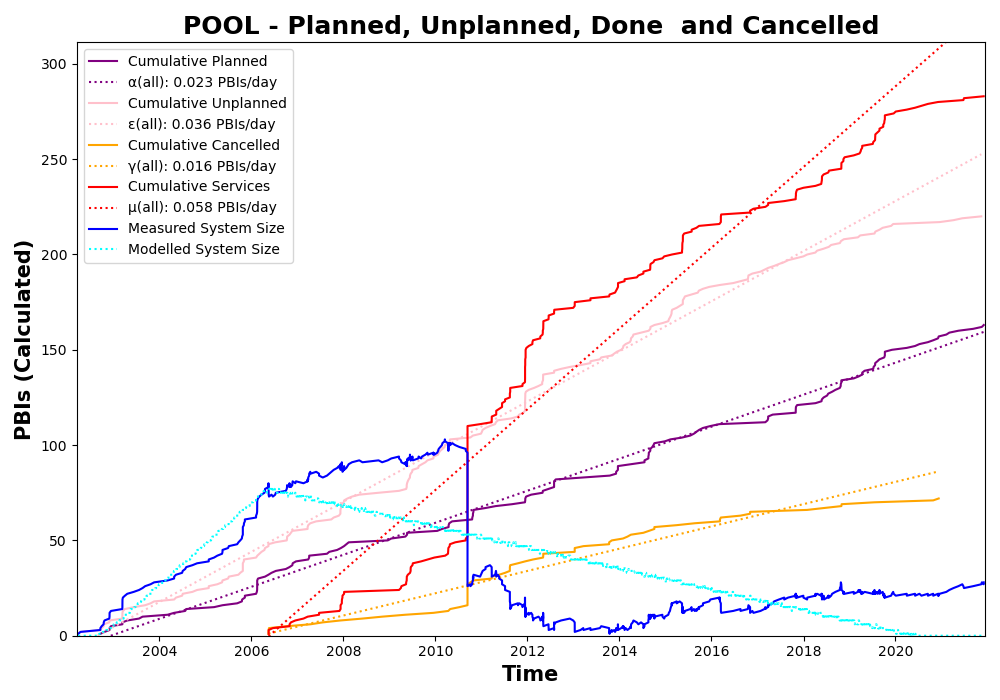 POOL - Planned, Unplanned, Done  and Cancelled
PBIs (Calculated)
300
250
200
150
100
50
0
Cumulative Planned
α(all): 0.023 PBIs/day
Cumulative Unplanned
ε(all): 0.036 PBIs/day
Cumulative Cancelled
γ(all): 0.016 PBIs/day
Cumulative Services
μ(all): 0.058 PBIs/day
Measured System Size
Modelled System Size
2004 2006 2008 2010 2012 2014 2016 2018 2020
Time